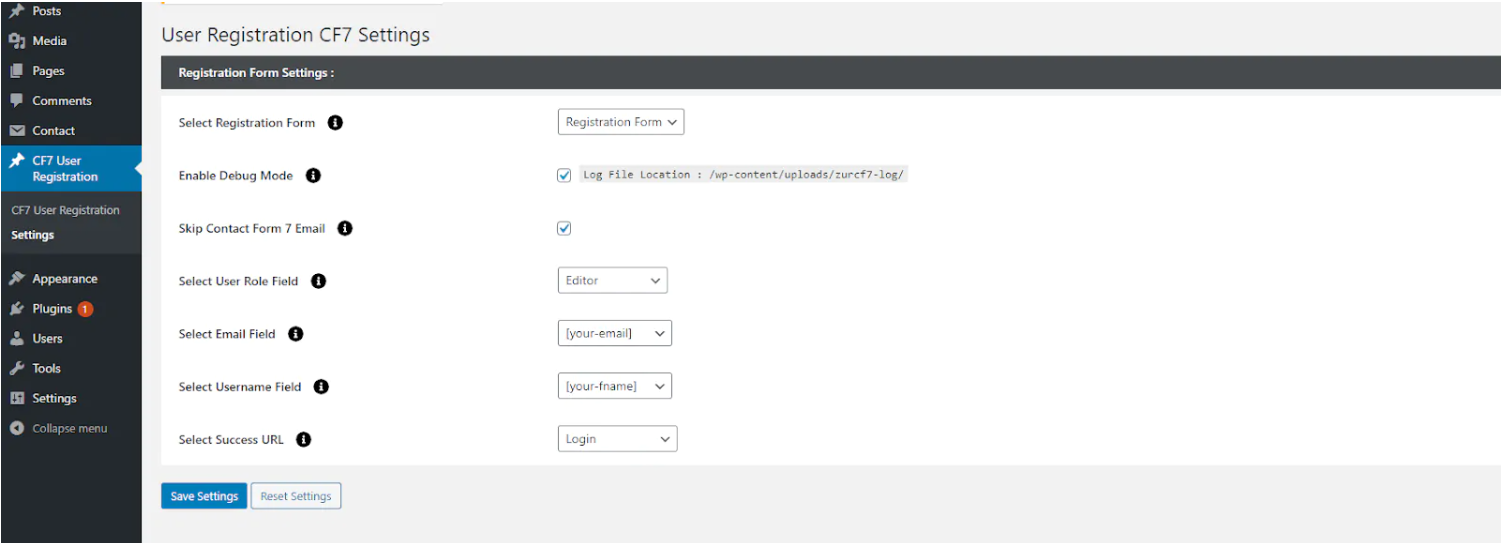 Posts
Media
Pages
Comments
Contact
CF7 User
Registration
CF7 User Registration
Settings
Appearance
Plugins 1
Users
Tools
Settings
Collapse menu
User Registration CF7 Settings
Registration Form Settings :
Select Registration Form Registration Form
Enable Debug Mode Log File Location : /wp-content/uploads/zurcf7-log/
Skip Contact Form 7 Email
Select User Role Field Editor
Select Email Field [your-email]
Select Username Field [your-fname]
Select Success URL Login
Save Settings Reset Settings